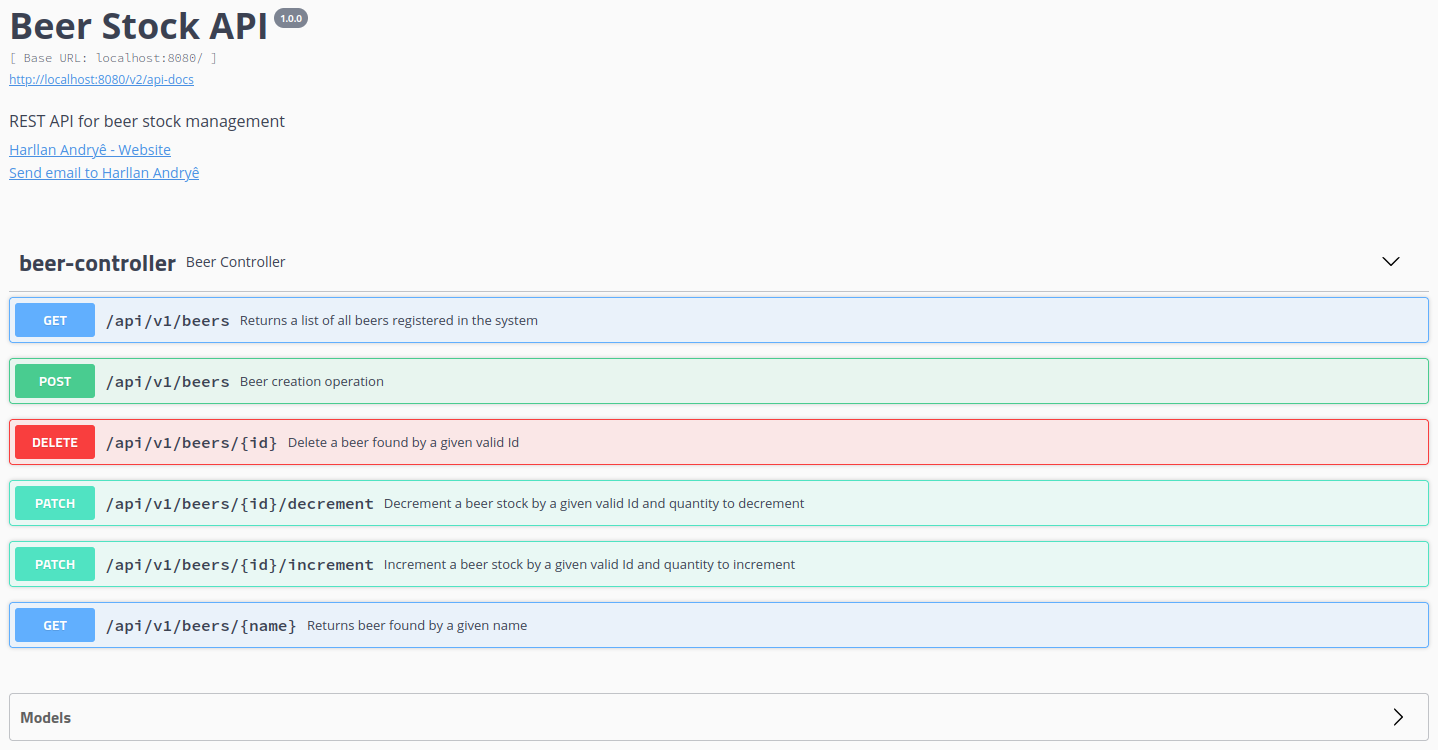 Beer Stock API 1.0.0
[ Base URL: localhost:8080/ ]
http://localhost:8080/v2/api-docs
REST API for beer stock management
Harllan Andryê - Website
Send email to Harllan Andryê
beer-controller Beer Controller
GET /api/v1/beers Returns a list of all beers registered in the system
POST /api/v1/beers Beer creation operation
DELETE /api/v1/beers/{id} Delete a beer found by a given valid Id
PATCH /api/v1/beers/{id}/decrement Decrement a beer stock by a given valid Id and quantity to decrement
PATCH /api/v1/beers/{id}/increment Increment a beer stock by a given valid Id and quantity to increment
GET /api/v1/beers/{name} Returns beer found by a given name
Models